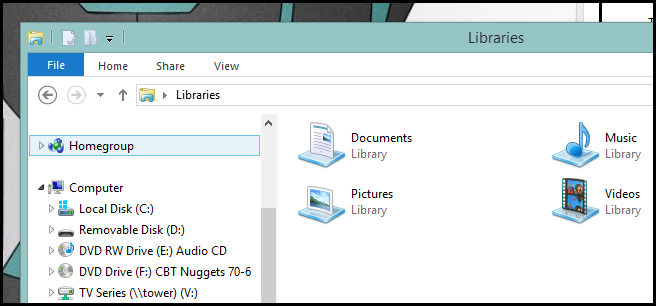 Libraries
File Home Share View
Libraries
Homegroup
Computer
Local Disk (C:)
Removable Disk (D:)
DVD RW Drive (E:) Audio CD
DVD Drive (F:) CBT Nuggets 70-6
TV Series (\\tower) (V:)
Documents
Library
Music
Library
Pictures
Library
Videos
Library